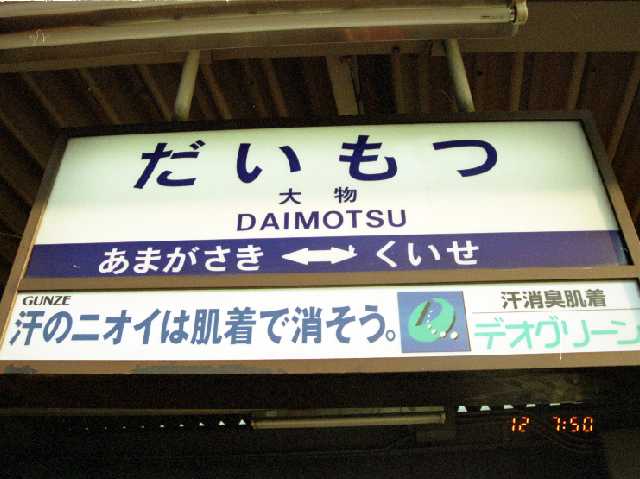 だいもつ
大物
DAIMOTSU
あまがさき ⟷ くいせ
GUNZE
汗のニオイは肌着で消そう。
汗消臭肌着
デオグリーン
12 7:50